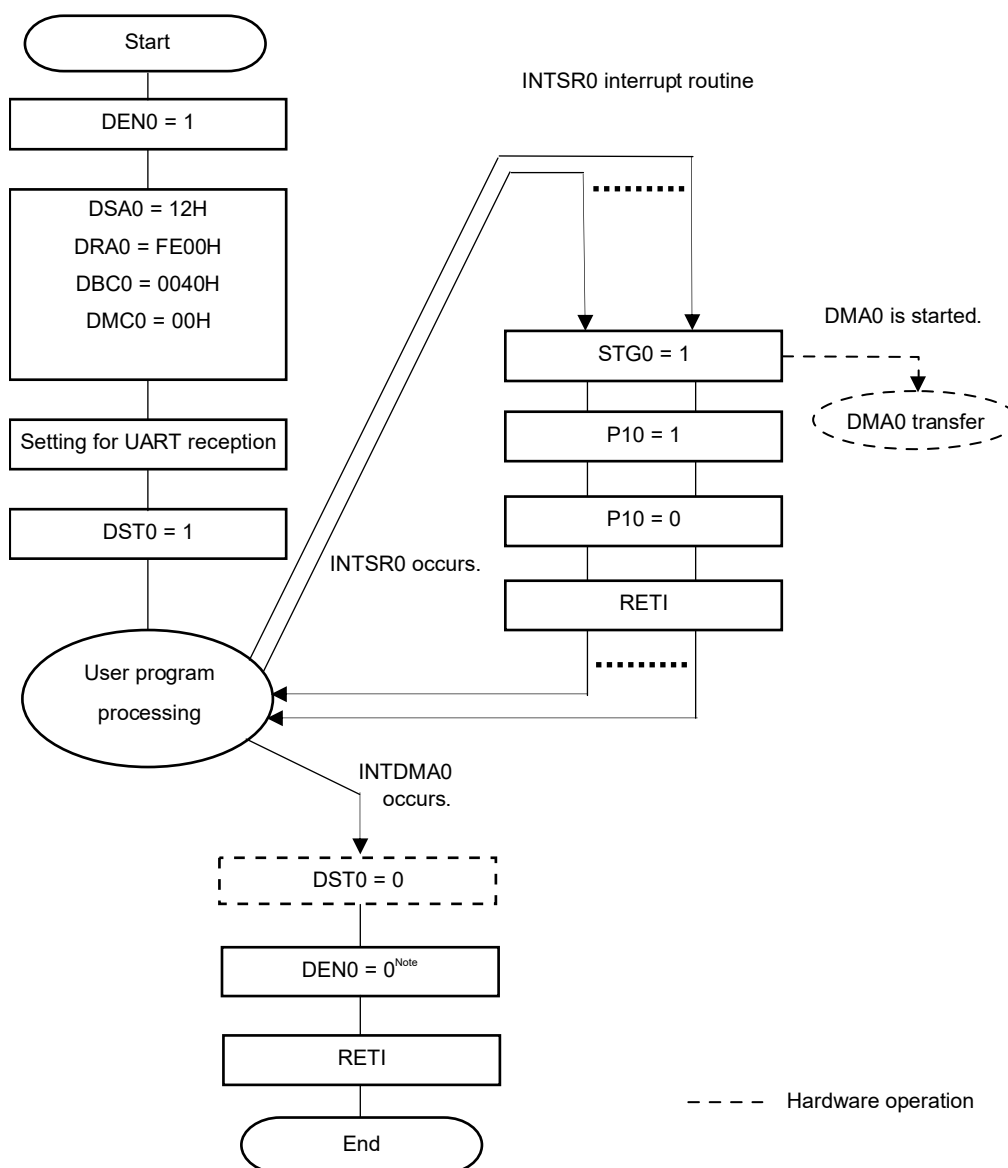 Start
DEN0 = 1
DSA0 = 12H
DRA0 = FE00H
DBC0 = 0040H
DMC0 = 00H
Setting for UART reception
DST0 = 1
User program
processing
INTSR0 interrupt routine
INTSR0 occurs.
STG0 = 1
P10 = 1
P10 = 0
RETI
DMA0 is started.
DMA0 transfer
INTDMA0
occurs.
DST0 = 0
DEN0 = 0Note
RETI
End
Hardware operation